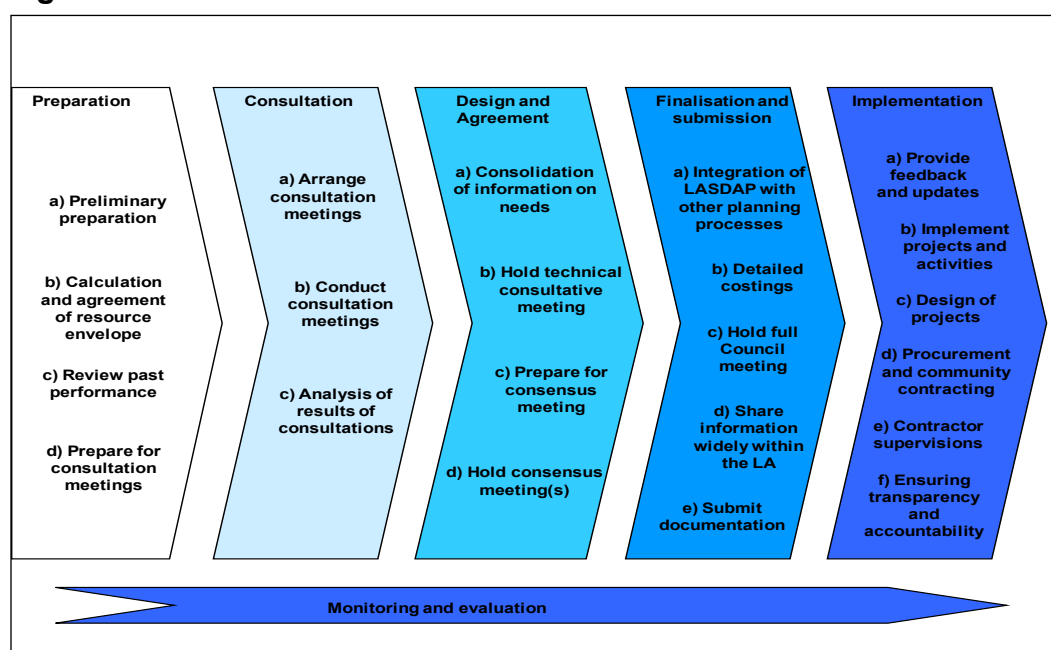 Preparation
a) Preliminary
preparation
b) Calculation
and agreement
of resource
envelope
c) Review past
performance
d) Prepare for
consultation
meetings
Consultation
a) Arrange
consultation
meetings
b) Conduct
consultation
meetings
c) Analysis of
results of
consultations
Design and
Agreement
a) Consolidation
of information on
needs
b) Hold technical
consultative
meeting
c) Prepare for
consensus
meeting
d) Hold consensus
meeting(s)
Finalisation and
submission
a) Integration of
LASDAP with
other planning
processes
b) Detailed
costings
c) Hold full
Council
meeting
d) Share
information
widely within
the LA
e) Submit
documentation
Implementation
a) Provide
feedback
and updates
b) Implement
projects and
activities
c) Design of
projects
d) Procurement
and community
contracting
e) Contractor
supervisions
f) Ensuring
transparency
and
accountability
Monitoring and evaluation